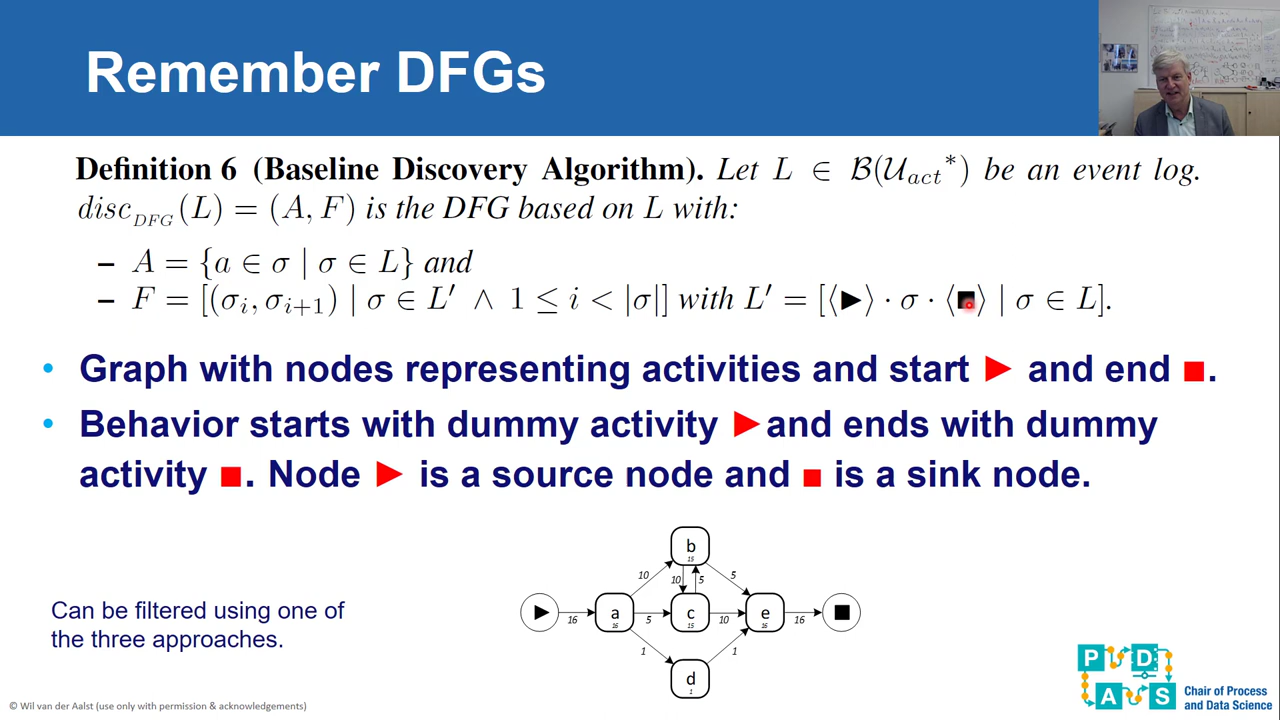 Remember DFGs
Definition 6 (Baseline Discovery Algorithm). Let L ∈ ℬ(𝒰_act*) be an event log.
disc_DFG(L) = (A, F) is the DFG based on L with:
– A = {a ∈ σ | σ ∈ L} and
– F = [(σ_i, σ_{i+1}) | σ ∈ L′ ∧ 1 ≤ i < |σ|] with L′ = [⟨▶⟩ · σ · ⟨■⟩ | σ ∈ L].
• Graph with nodes representing activities and start ▶ and end ■.
• Behavior starts with dummy activity ▶and ends with dummy
activity ■. Node ▶ is a source node and ■ is a sink node.
b
15
10
10
5
5
▶
16
a
16
5
c
15
10
e
16
16
■
1
1
d
1
Can be filtered using one of
the three approaches.
P D
A S
Chair of Process
and Data Science
© Wil van der Aalst (use only with permission & acknowledgements)